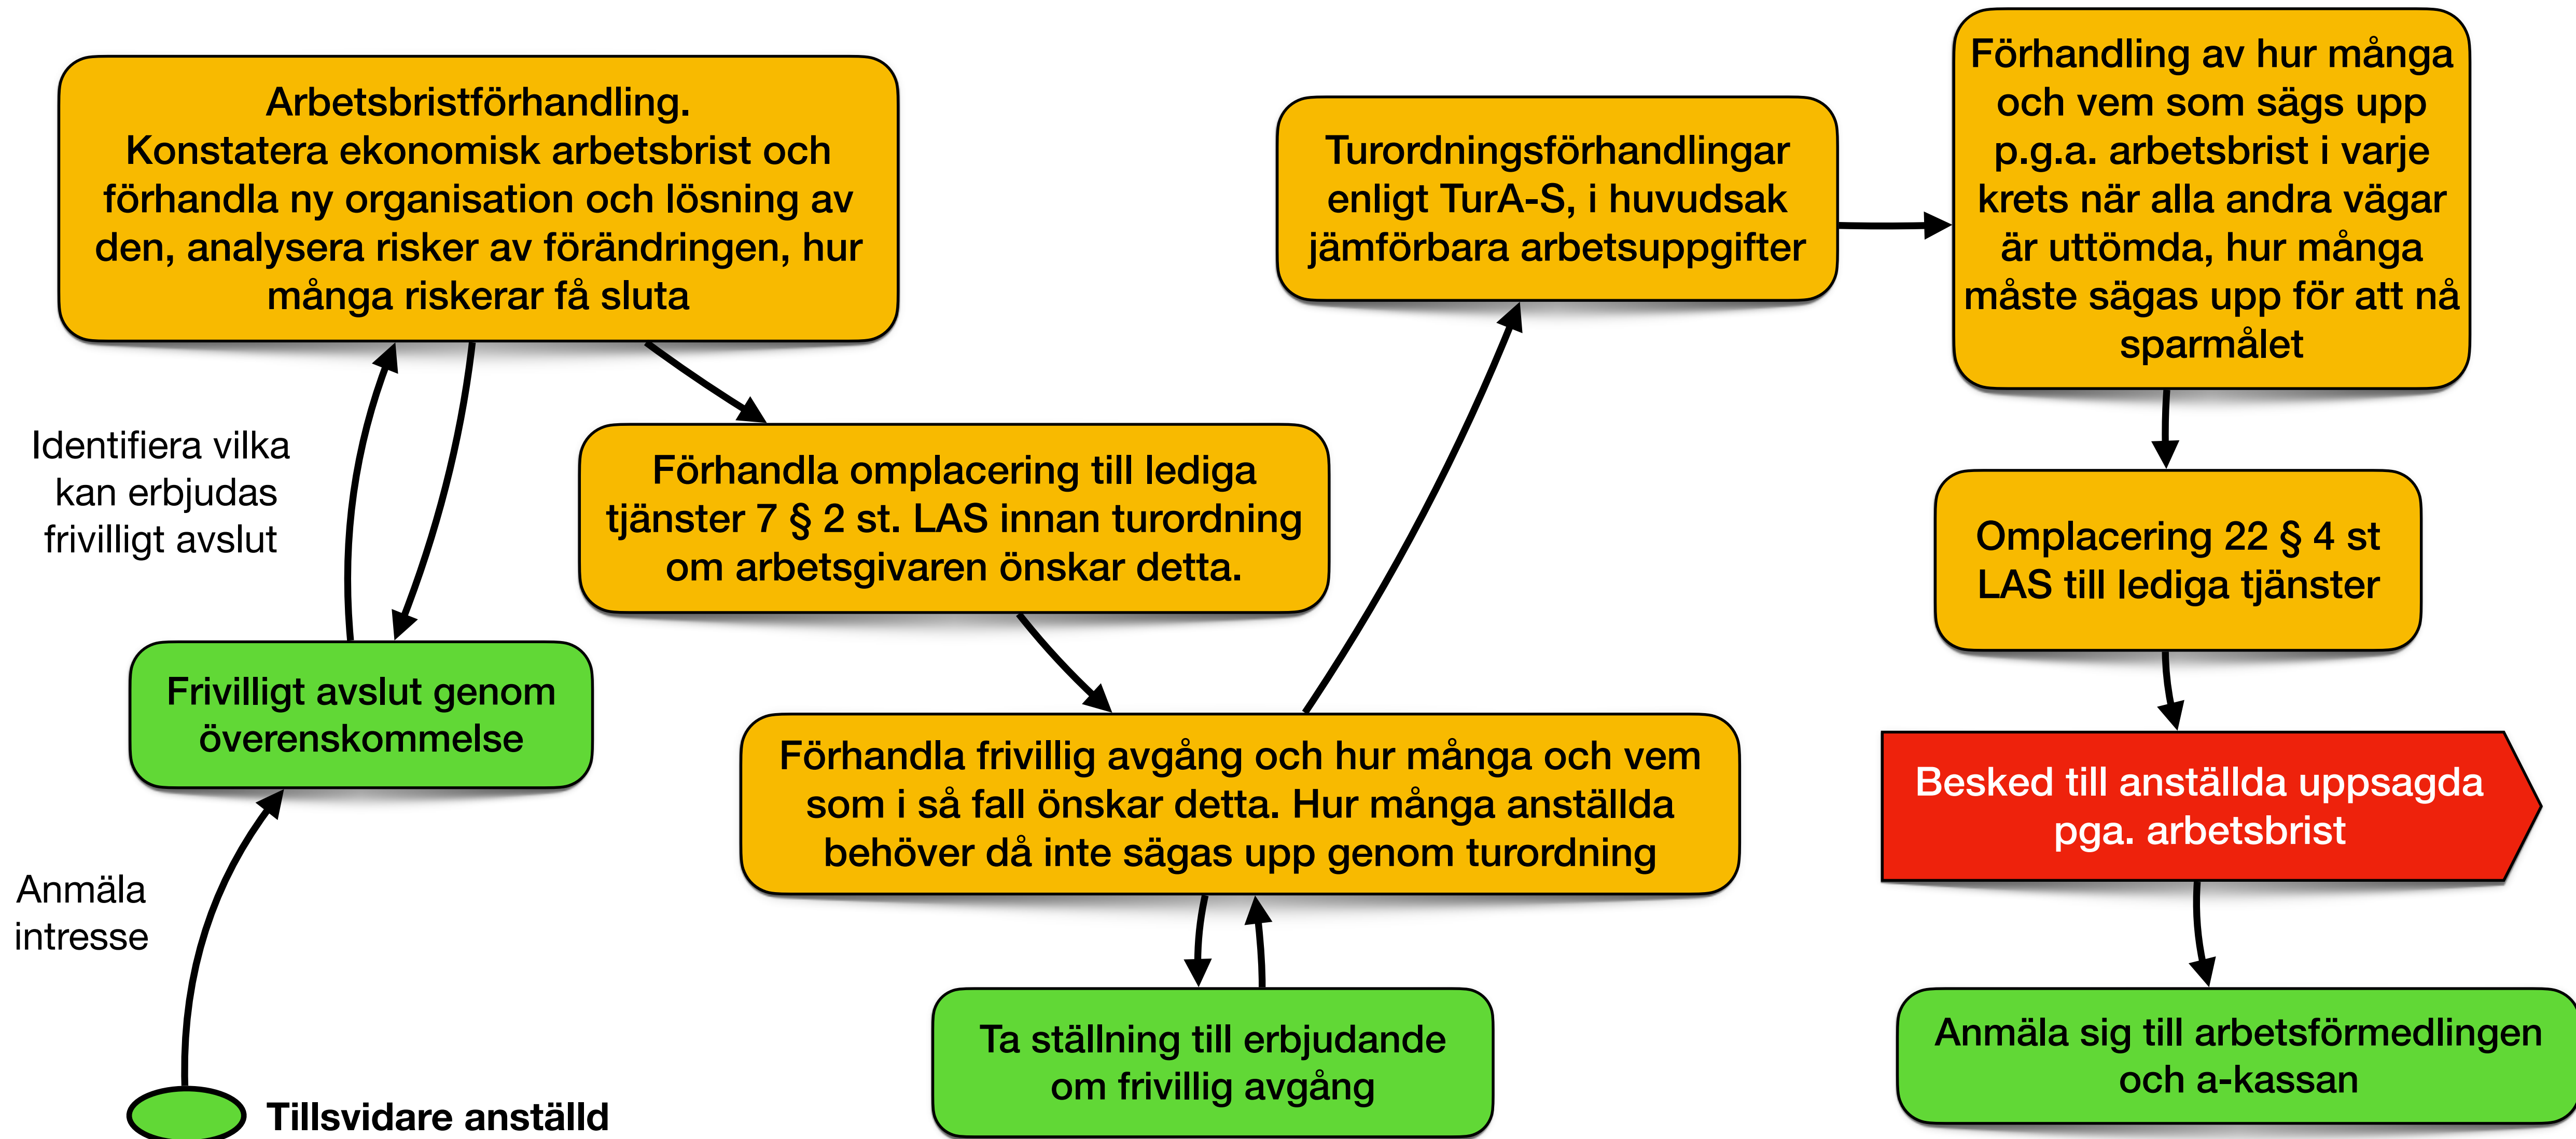 Arbetsbristförhandling.
Konstatera ekonomisk arbetsbrist och
förhandla ny organisation och lösning av
den, analysera risker av förändringen, hur
många riskerar få sluta
Identifiera vilka
kan erbjudas
frivilligt avslut
Frivilligt avslut genom
överenskommelse
Anmäla
intresse
Tillsvidare anställd
Förhandla omplacering till lediga
tjänster 7 § 2 st. LAS innan turordning
om arbetsgivaren önskar detta.
Förhandla frivillig avgång och hur många och vem
som i så fall önskar detta. Hur många anställda
behöver då inte sägas upp genom turordning
Ta ställning till erbjudande
om frivillig avgång
Turordningsförhandlingar
enligt TurA-S, i huvudsak
jämförbara arbetsuppgifter
Förhandling av hur många
och vem som sägs upp
p.g.a. arbetsbrist i varje
krets när alla andra vägar
är uttömda, hur många
måste sägas upp för att nå
sparmålet
Omplacering 22 § 4 st
LAS till lediga tjänster
Besked till anställda uppsagda
pga. arbetsbrist
Anmäla sig till arbetsförmedlingen
och a-kassan